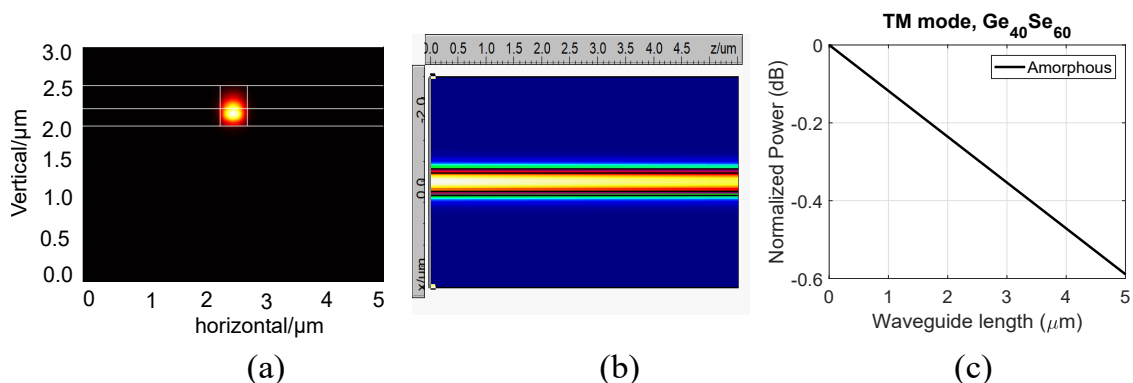 3.0
2.5
2.0
1.5
1.0
0.5
0.0
Vertical/µm
0 1 2 3 4 5
horizontal/µm
(a)
0.0 0.5 1.0 1.5 2.0 2.5 3.0 3.5 4.0 4.5 z/um
-2.0
0.0
x/um
(b)
TM mode, Ge40Se60
Amorphous
0
-0.2
-0.4
-0.6
Normalized Power (dB)
0 1 2 3 4 5
Waveguide length (µm)
(c)